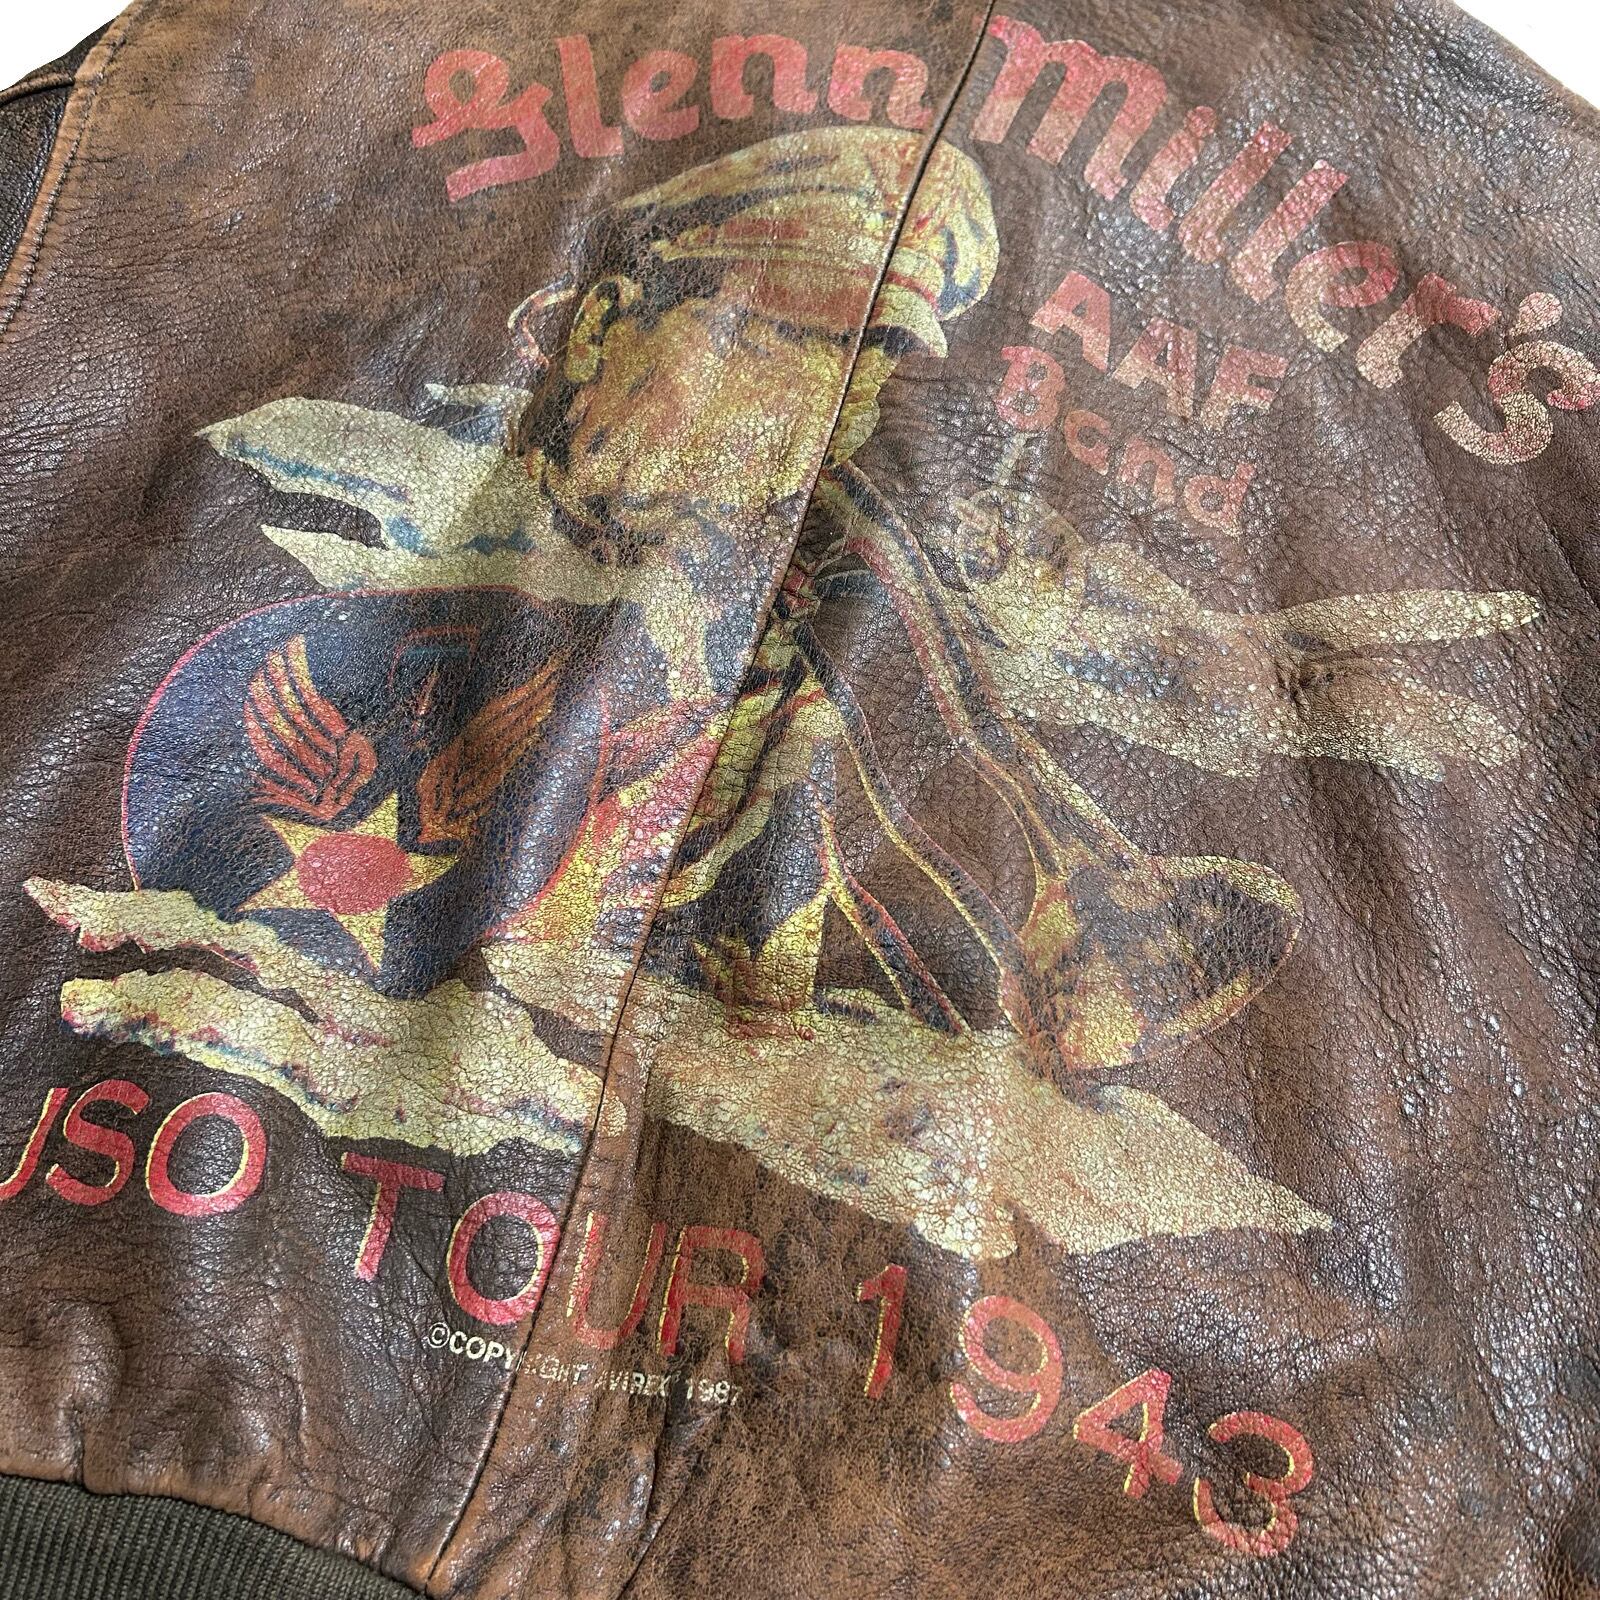 Glenn Miller's
AAF
Band
USO TOUR 1943
©COPYRIGHT AVIREX 1987